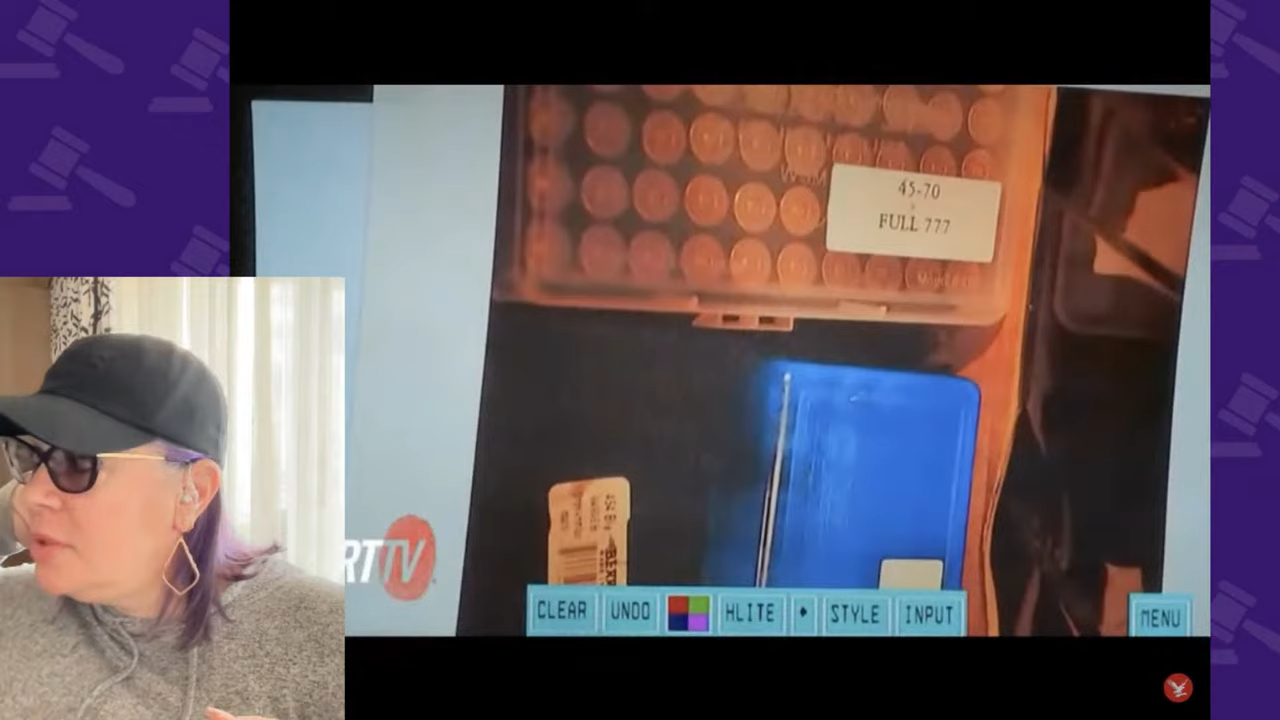 45-70
FULL 777
RTTV
CLEAR
UNDO
HLITE
STYLE
INPUT
MENU